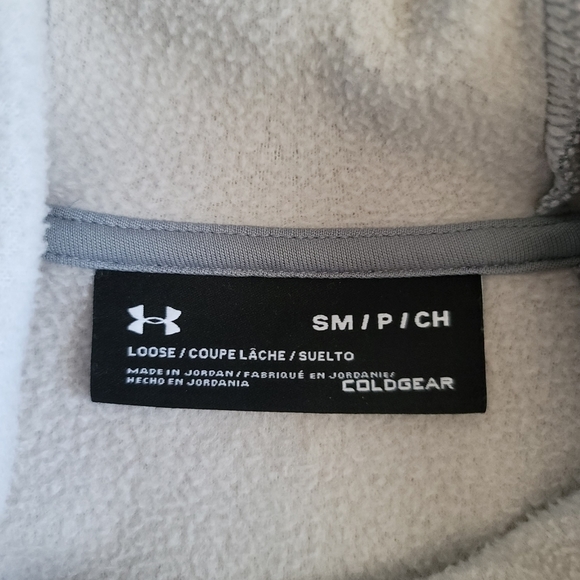 SM / P / CH
LOOSE / COUPE LÂCHE / SUELTO
MADE IN JORDAN / FABRIQUÉ EN JORDANIE/
HECHO EN JORDANIA
COLDGEAR